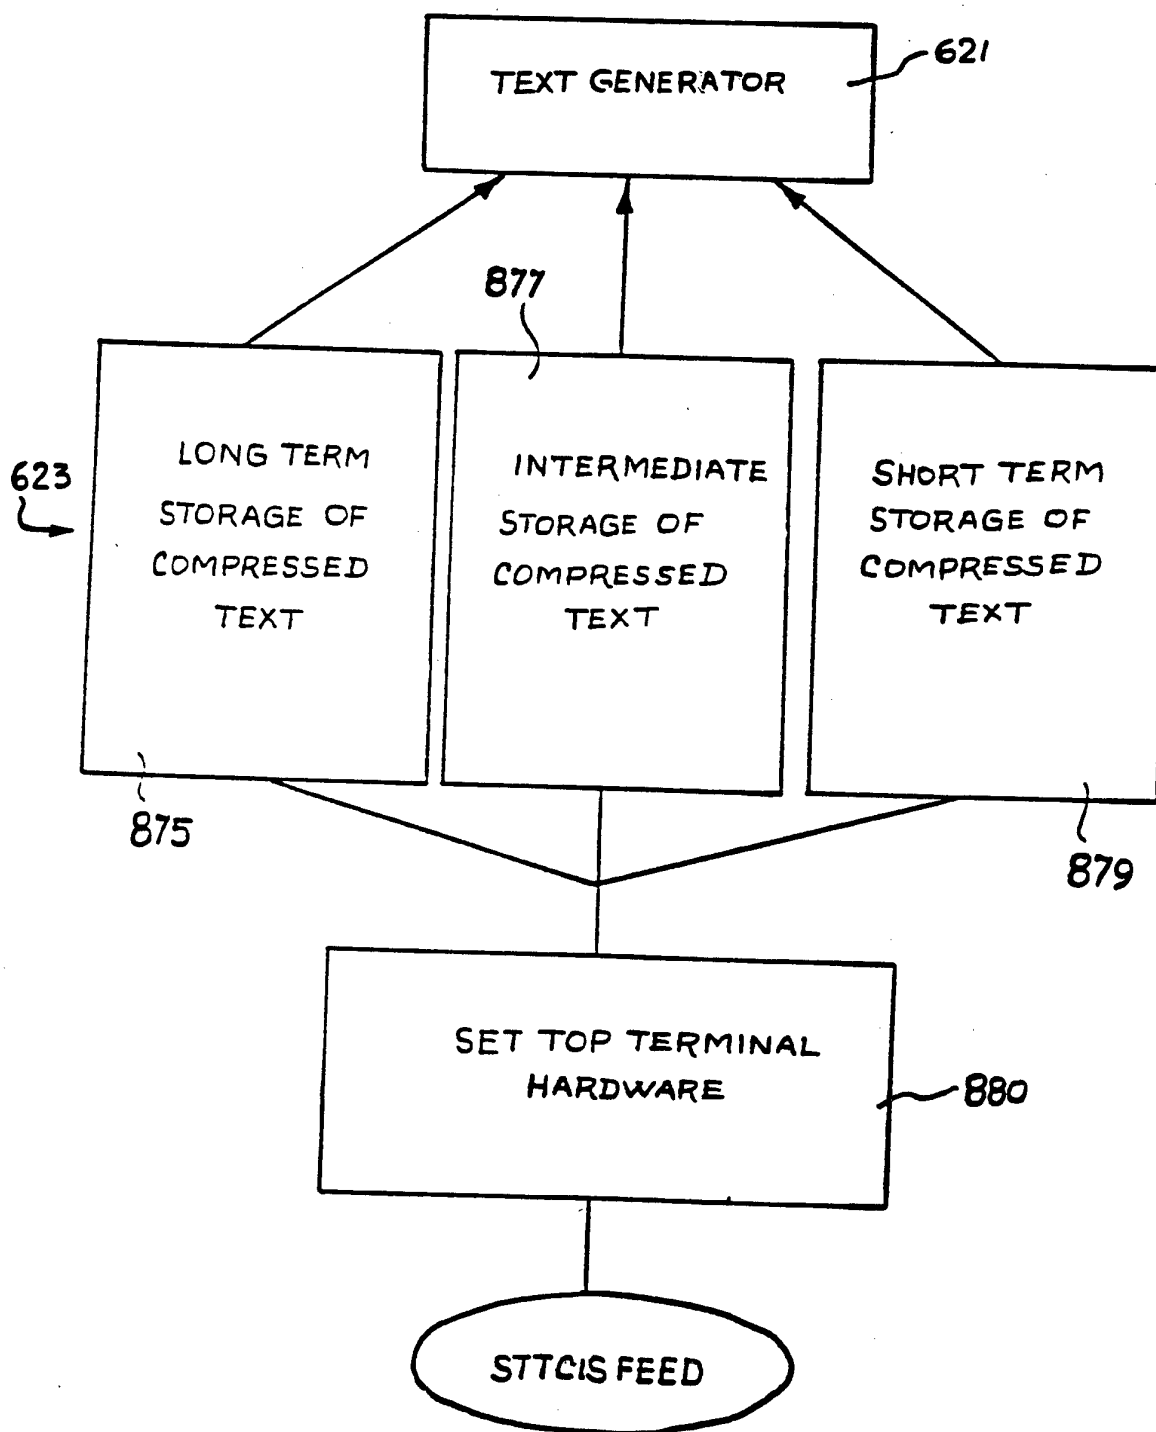 TEXT GENERATOR
621
877
623
LONG TERM
STORAGE OF
COMPRESSED
TEXT
INTERMEDIATE
STORAGE OF
COMPRESSED
TEXT
SHORT TERM
STORAGE OF
COMPRESSED
TEXT
875
879
SET TOP TERMINAL
HARDWARE
880
STTCIS FEED